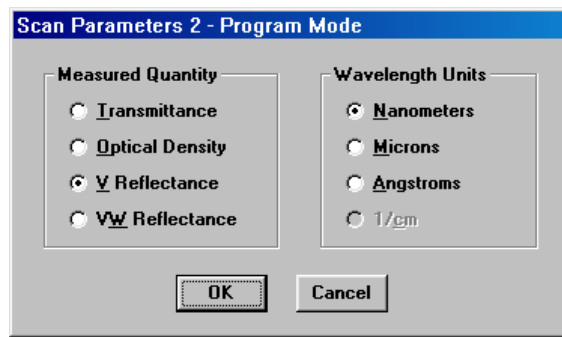 Scan Parameters 2 - Program Mode
Measured Quantity
Transmittance
Optical Density
V Reflectance
VW Reflectance
Wavelength Units
Nanometers
Microns
Angstroms
1/cm
OK
Cancel